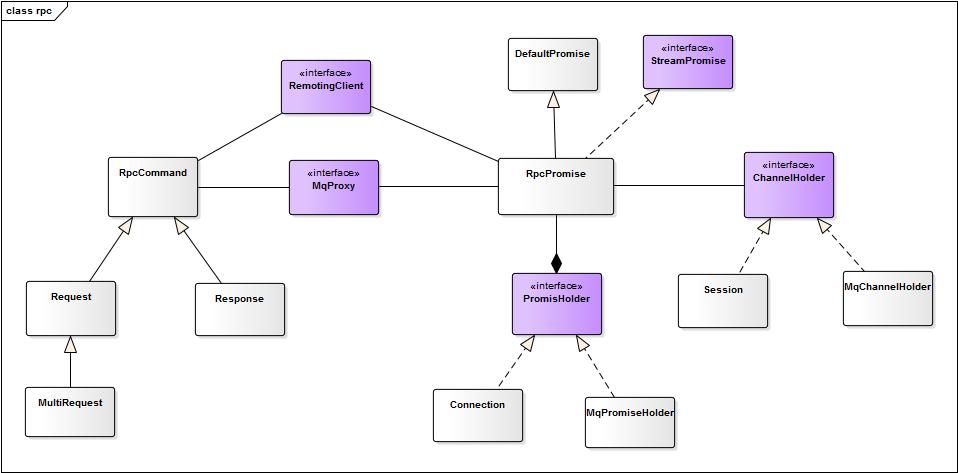 class rpc
«interface»
RemotingClient
DefaultPromise
«interface»
StreamPromise
RpcCommand
«interface»
MqProxy
RpcPromise
«interface»
ChannelHolder
Request
Response
«interface»
PromisHolder
Session
MqChannelHolder
MultiRequest
Connection
MqPromiseHolder